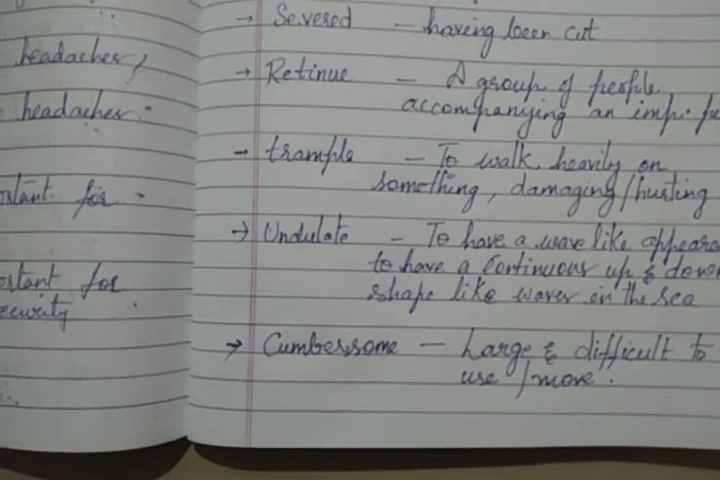 headaches,
headaches.
for
for
→ Severed - having been cut
→ Retinue - A group of people
accompanying an imp.
→ trample - To walk heavily on
something, damaging/hurting
→ Undulate - To have a wave like
to have a continuous up & down
shape like waves in the sea
→ Cumbersome - Large & difficult to
use/move.